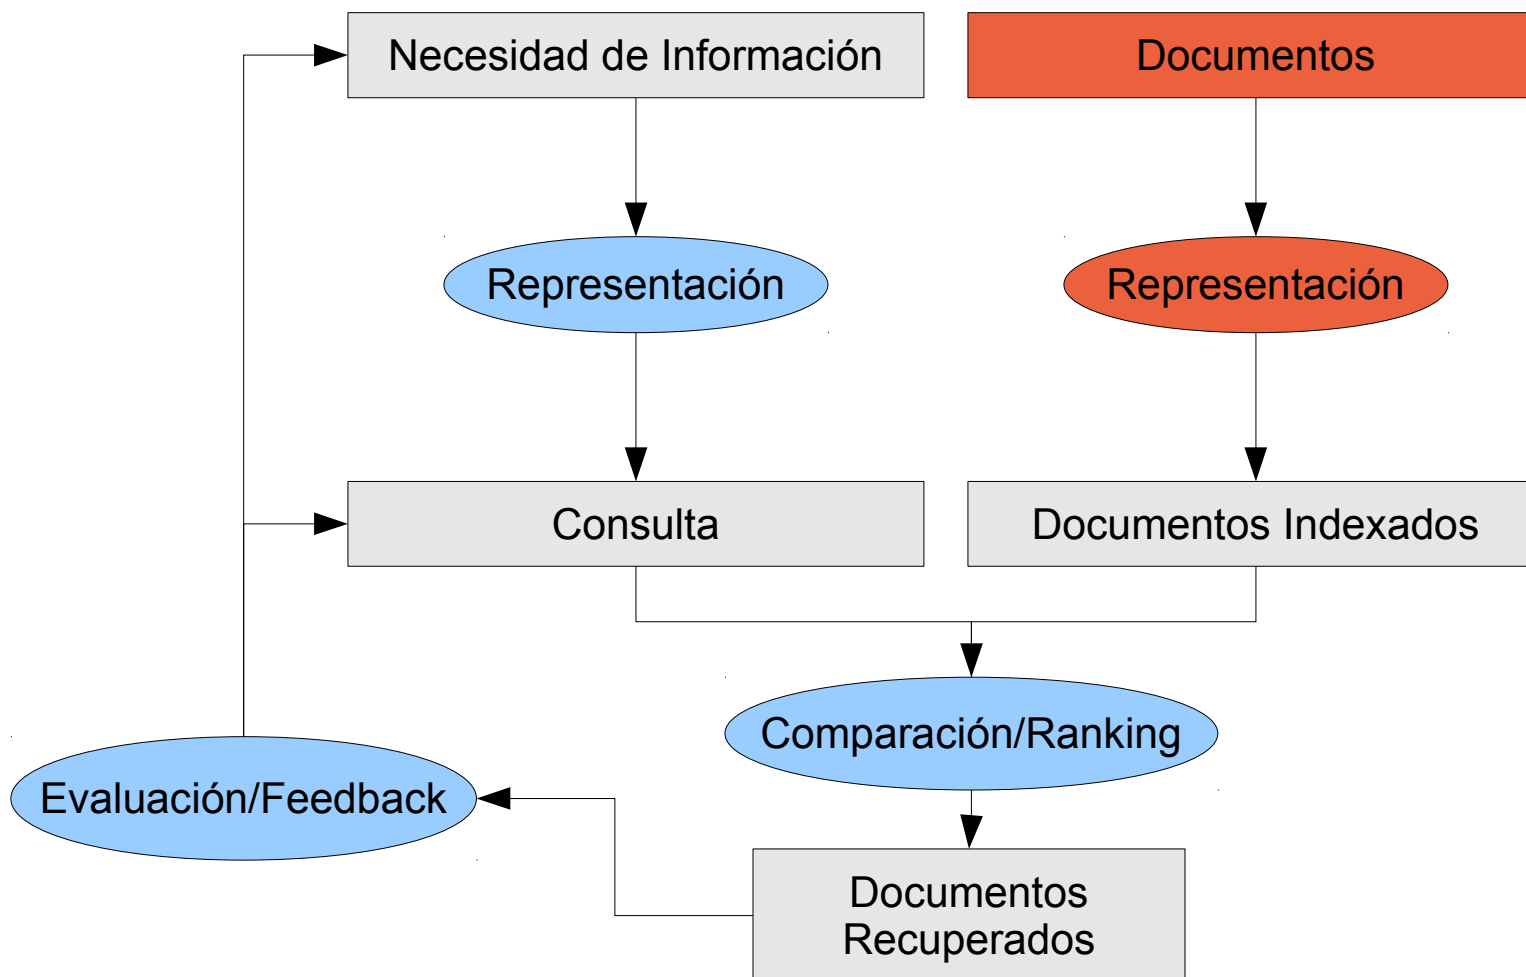 Necesidad de Información
Documentos
Representación
Representación
Consulta
Documentos Indexados
Comparación/Ranking
Evaluación/Feedback
Documentos
Recuperados